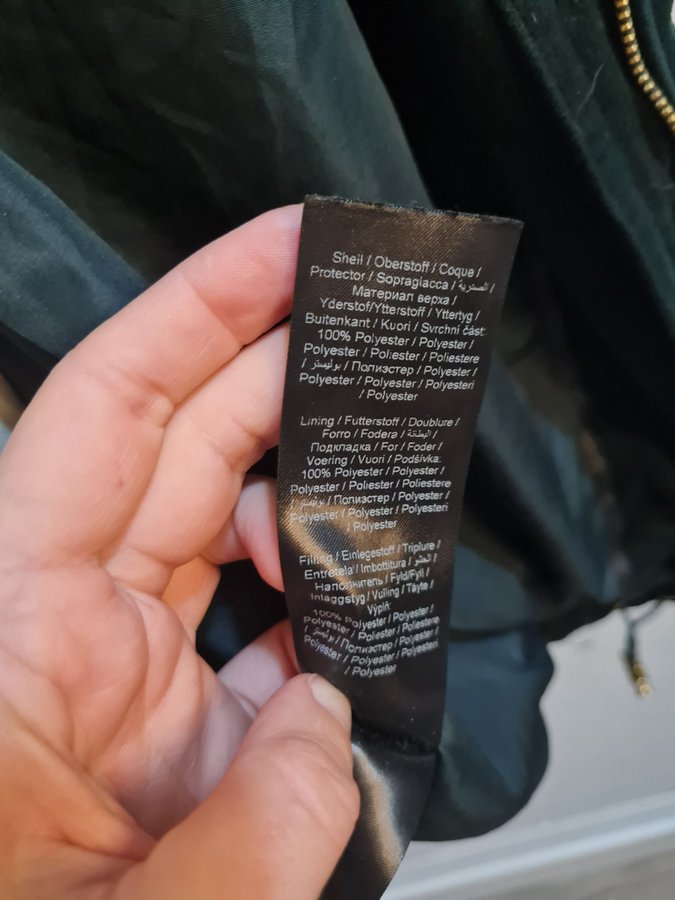 Shell / Oberstoff / Coque /
Protector / Sopragiacca / الصدرية /
Материал верха /
Yderstof/Ytterstoff / Yttertyg /
Buitenkant / Kuori / Svrchní část:
100% Polyester / Polyester /
Polyester / Poliester / Poliestere
/ بوليستر / Полиэстер / Polyester /
Polyester / Polyester / Polyesteri
/ Polyester
Lining / Futterstoff / Doublure /
Forro / Fodera / البطانة /
Подкладка / For / Foder /
Voering / Vuori / Podšívka:
100% Polyester / Polyester /
Polyester / Poliester / Poliestere
/ بوليستر / Полиэстер / Polyester /
Polyester / Polyester / Polyesteri
/ Polyester
Filling / Einlegestoff / Triplure /
Entretela / Imbottitura / الحشو /
Наполнитель / Fyld/Fyll /
Inläggstyg / Vulling / Täyte /
Výplň:
100% Polyester / Polyester /
Polyester / Poliester / Poliestere
/ بوليستر / Полиэстер / Polyester /
Polyester / Polyester / Polyesteri
/ Polyester